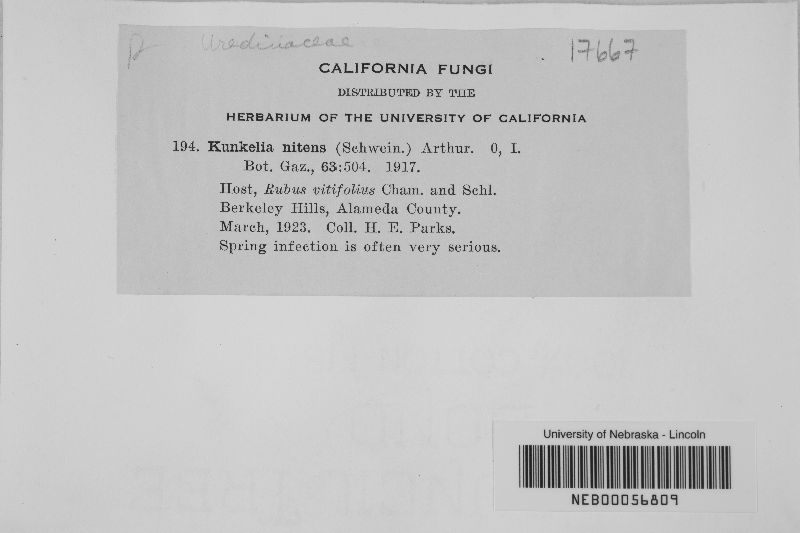 Urediniaceae
17667
CALIFORNIA FUNGI
DISTRIBUTED BY THE
HERBARIUM OF THE UNIVERSITY OF CALIFORNIA
194. Kunkelia nitens (Schwein.) Arthur. 0, I.
Bot. Gaz., 63:504. 1917.
Host, Rubus vitifolius Cham. and Schl.
Berkeley Hills, Alameda County.
March, 1923. Coll. H. E. Parks.
Spring infection is often very serious.
University of Nebraska - Lincoln
NEB00056809